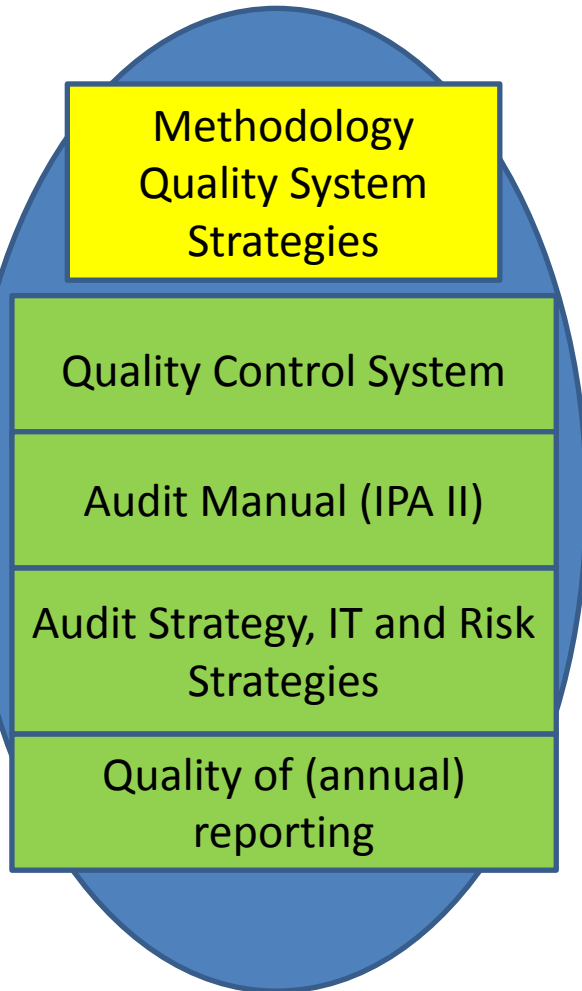 Methodology
Quality System
Strategies
Quality Control System
Audit Manual (IPA II)
Audit Strategy, IT and Risk
Strategies
Quality of (annual)
reporting